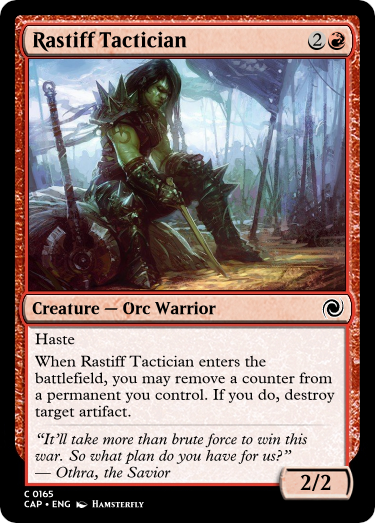 Rastiff Tactician 2
Creature — Orc Warrior
Haste
When Rastiff Tactician enters the
battlefield, you may remove a counter from
a permanent you control. If you do, destroy
target artifact.
“It’ll take more than brute force to win this
war. So what plan do you have for us?”
— Othra, the Savior
2/2
C 0165
CAP • ENG Hamsterfly